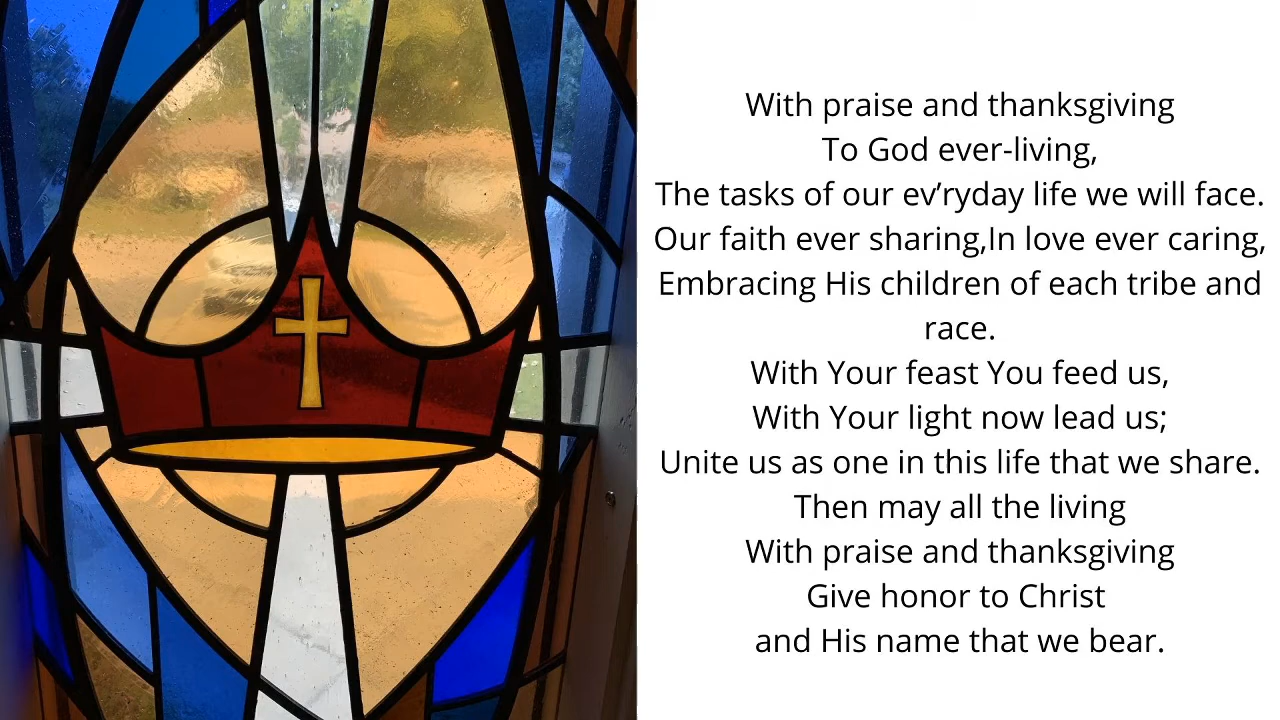 With praise and thanksgiving
To God ever-living,
The tasks of our ev’ryday life we will face.
Our faith ever sharing,In love ever caring,
Embracing His children of each tribe and
race.
With Your feast You feed us,
With Your light now lead us;
Unite us as one in this life that we share.
Then may all the living
With praise and thanksgiving
Give honor to Christ
and His name that we bear.